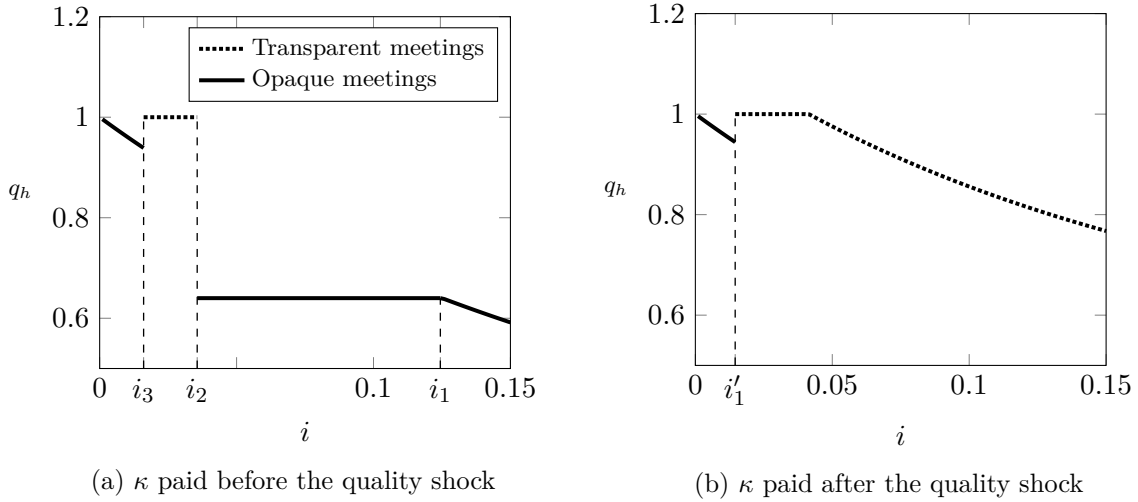 1.2
1
0.8
0.6
q_h
Transparent meetings
Opaque meetings
0 i_3 i_2 0.1 i_1 0.15
i
(a) κ paid before the quality shock
1.2
1
0.8
0.6
q_h
0 i'_1 0.05 0.1 0.15
i
(b) κ paid after the quality shock